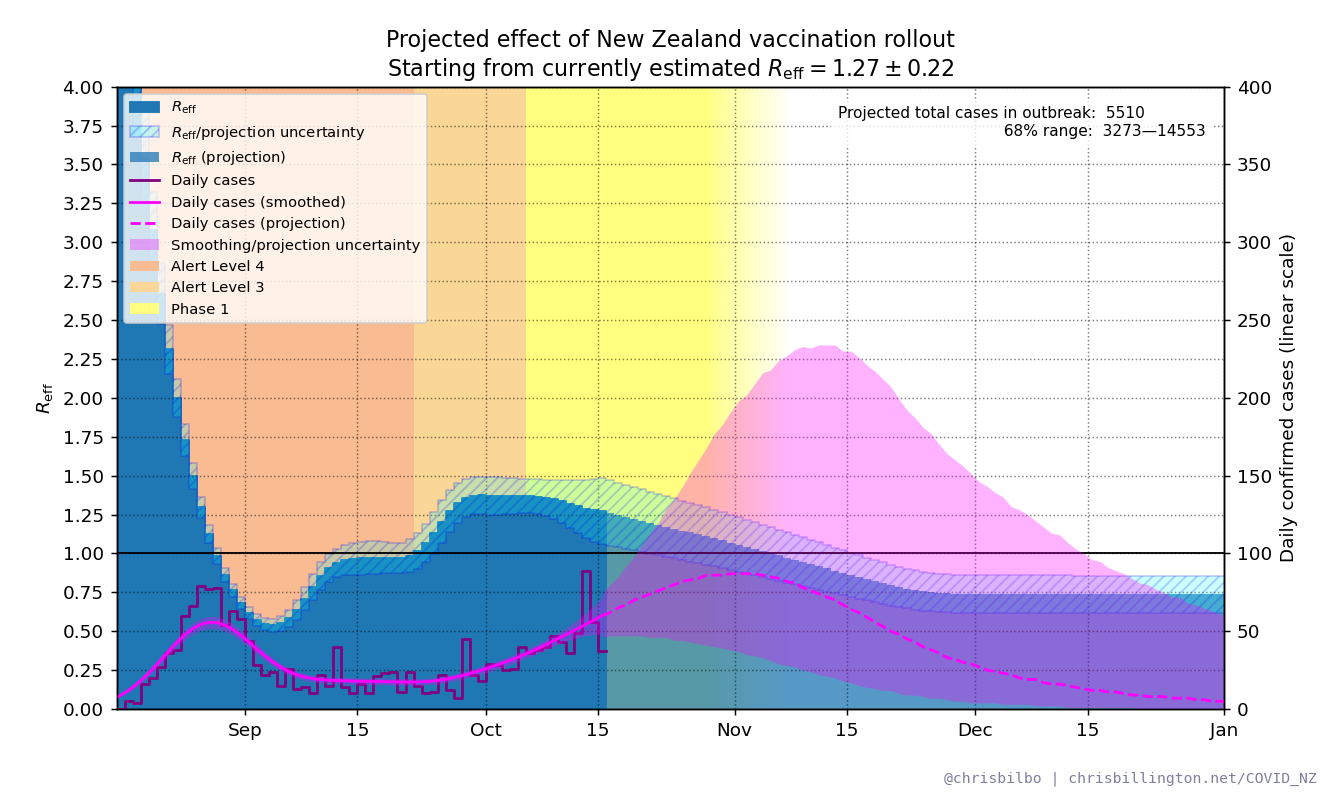 Projected effect of New Zealand vaccination rollout
Starting from currently estimated R_eff = 1.27 ± 0.22
Projected total cases in outbreak: 5510
68% range: 3273—14553
R_eff
R_eff/projection uncertainty
R_eff (projection)
Daily cases
Daily cases (smoothed)
Daily cases (projection)
Smoothing/projection uncertainty
Alert Level 4
Alert Level 3
Phase 1
R_eff
4.00
3.75
3.50
3.25
3.00
2.75
2.50
2.25
2.00
1.75
1.50
1.25
1.00
0.75
0.50
0.25
0.00
400
350
300
250
200
150
100
50
0
Daily confirmed cases (linear scale)
Sep
15
Oct
15
Nov
15
Dec
15
Jan
@chrisbilbo | chrisbillington.net/COVID_NZ